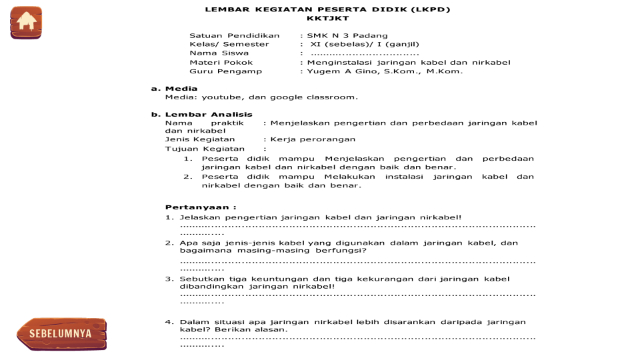 LEMBAR KEGIATAN PESERTA DIDIK (LKPD)
KKTJKT
Satuan Pendidikan : SMK N 3 Padang
Kelas/ Semester : XI (sebelas)/ I (ganjil)
Nama Siswa : ....................................
Materi Pokok : Menginstalasi jaringan kabel dan nirkabel
Guru Pengamp : Yugem A Gino, S.Kom., M.Kom.
a. Media
Media: youtube, dan google classroom.
b. Lembar Analisis
Nama praktik : Menjelaskan pengertian dan perbedaan jaringan kabel
dan nirkabel
Jenis Kegiatan : Kerja perorangan
Tujuan Kegiatan :
1. Peserta didik mampu Menjelaskan pengertian dan perbedaan
jaringan kabel dan nirkabel dengan baik dan benar.
2. Peserta didik mampu Melakukan instalasi jaringan kabel dan
nirkabel dengan baik dan benar.
Pertanyaan :
1. Jelaskan pengertian jaringan kabel dan jaringan nirkabel!
..........................................................................................
..............
2. Apa saja jenis-jenis kabel yang digunakan dalam jaringan kabel, dan
bagaimana masing-masing berfungsi?
..........................................................................................
..............
3. Sebutkan tiga keuntungan dan tiga kekurangan dari jaringan kabel
dibandingkan jaringan nirkabel!
..........................................................................................
..............
4. Dalam situasi apa jaringan nirkabel lebih disarankan daripada jaringan
kabel? Berikan alasan.
..........................................................................................
..............
SEBELUMNYA